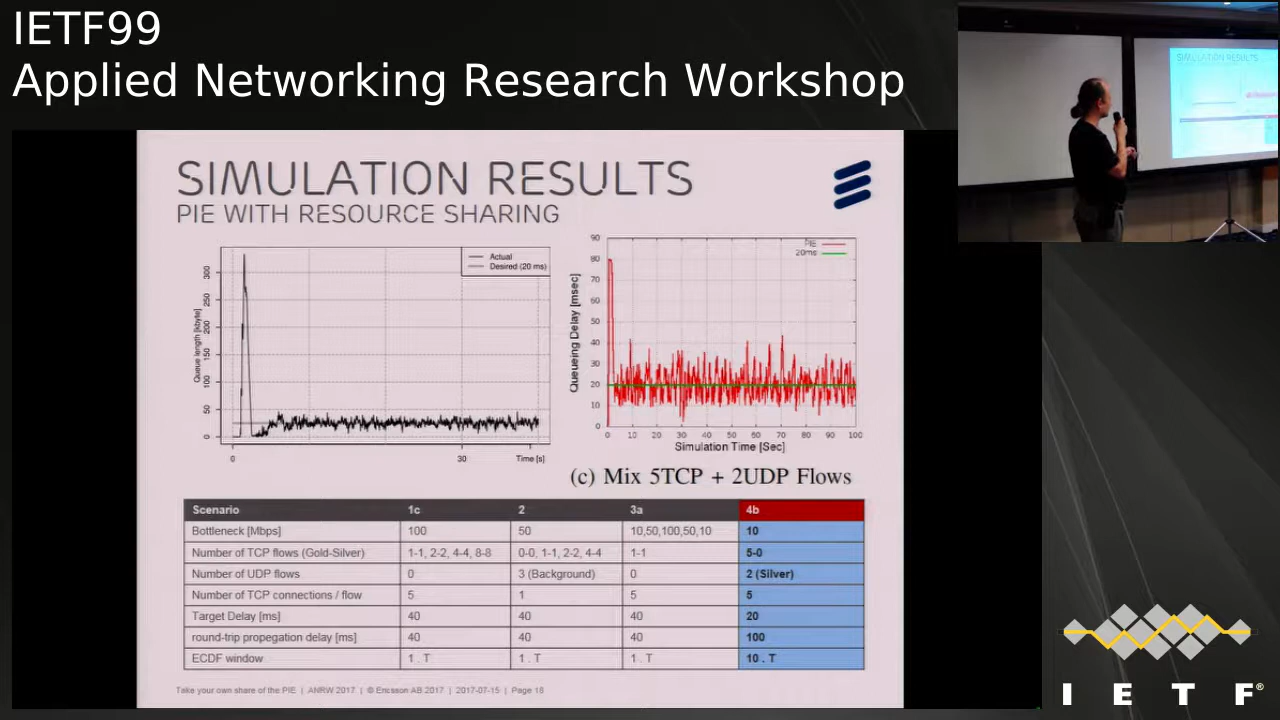 IETF99
Applied Networking Research Workshop
SIMULATION RESULTS
SIMULATION RESULTS
PIE WITH RESOURCE SHARING
Actual
Desired (20 ms)
Queue length [kbyte]
300
250
200
150
100
50
0
0 30 Time [s]
PIE
20ms
Queueing Delay [msec]
90
80
70
60
50
40
30
20
10
0
0 10 20 30 40 50 60 70 80 90 100
Simulation Time [Sec]
(c) Mix 5TCP + 2UDP Flows
Scenario 1c 2 3a 4b
Bottleneck [Mbps] 100 50 10,50,100,50,10 10
Number of TCP flows (Gold-Silver) 1-1, 2-2, 4-4, 8-8 0-0, 1-1, 2-2, 4-4 1-1 5-0
Number of UDP flows 0 3 (Background) 0 2 (Silver)
Number of TCP connections / flow 5 1 5 5
Target Delay [ms] 40 40 40 20
round-trip propegation delay [ms] 40 40 40 100
ECDF window 1 . T 1 . T 1 . T 10 . T
Take your own share of the PIE | ANRW 2017 | © Ericsson AB 2017 | 2017-07-15 | Page 18
I E T F®